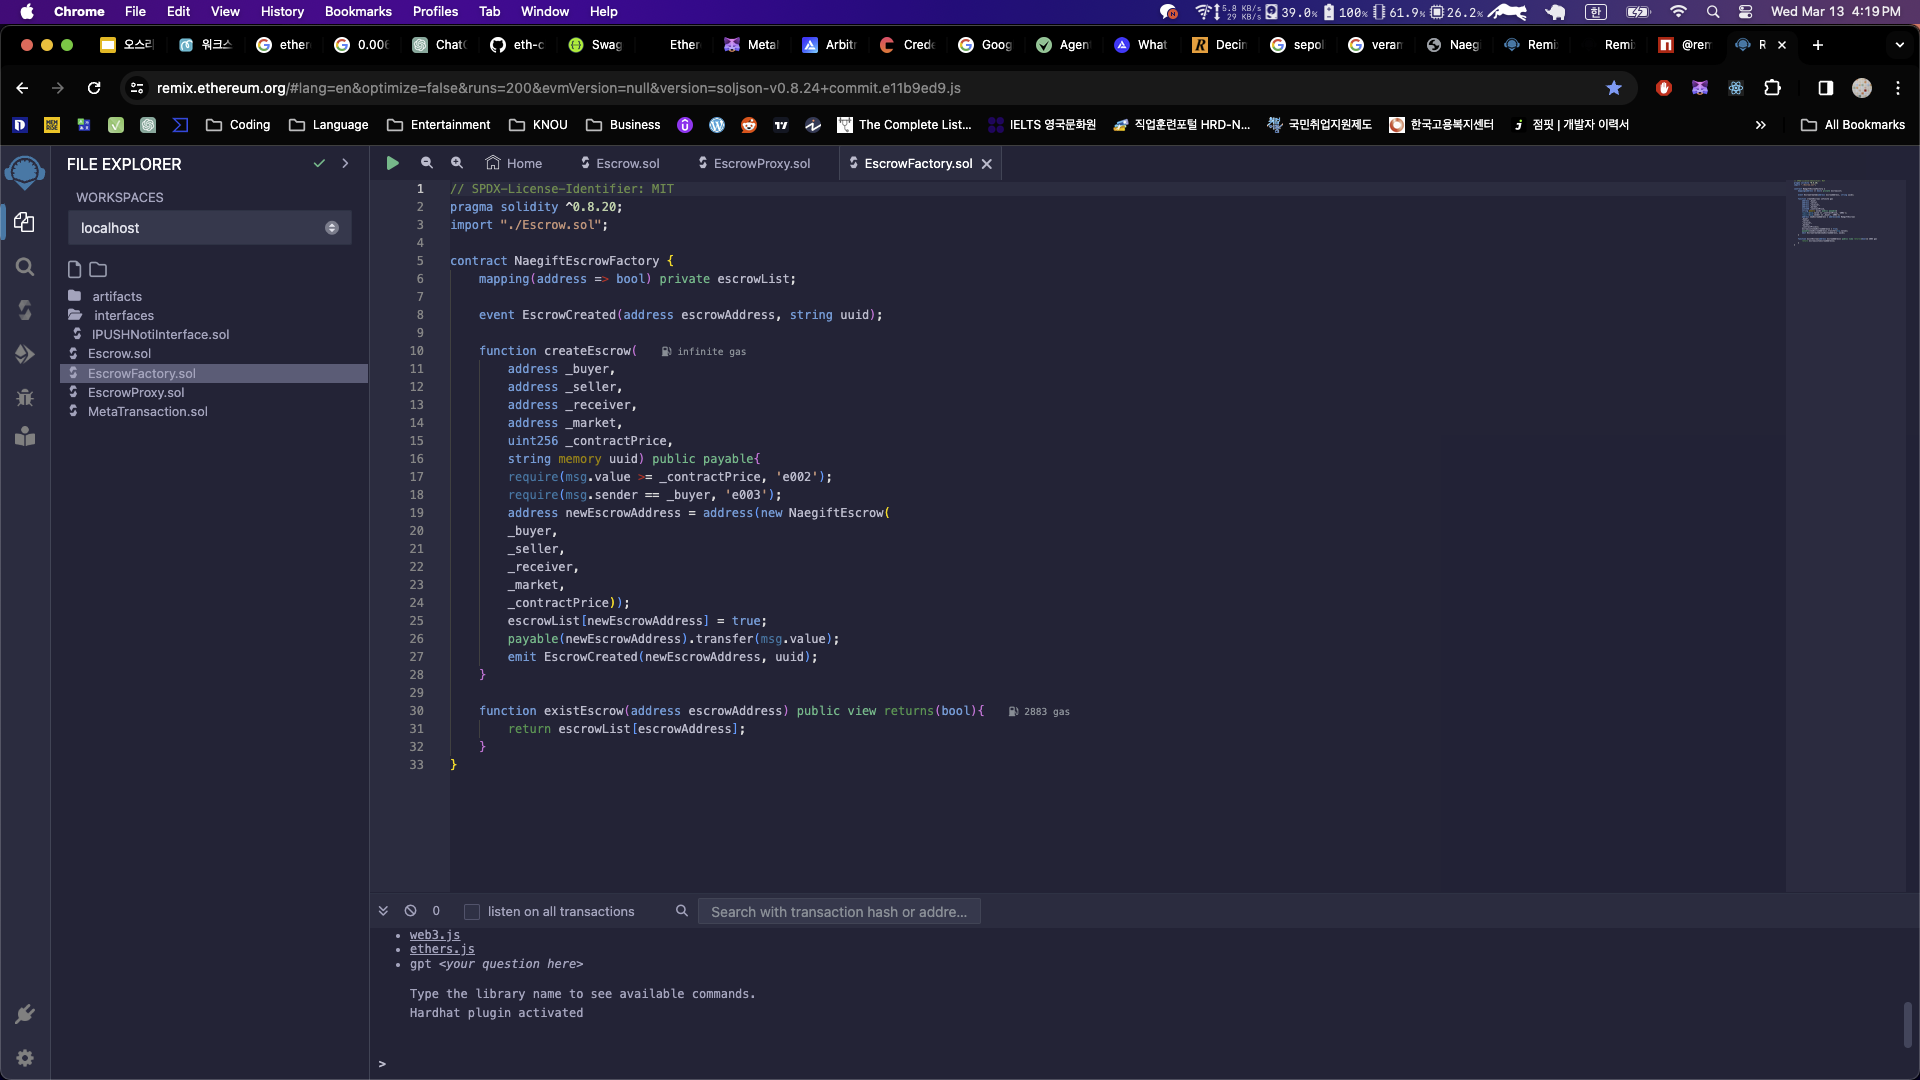 Chrome File Edit View History Bookmarks Profiles Tab Window Help 5.8 KB/s 29 KB/s 39.0% 100% 61.9% 26.2% 한 Wed Mar 13 4:19 PM
오스리 워크스 ether 0.006 ChatG eth-c Swag Ether Metal Arbitr Crede Goog Agen What Decin sepol veran Naegi Remi Remi @rem R
remix.ethereum.org/#lang=en&optimize=false&runs=200&evmVersion=null&version=soljson-v0.8.24+commit.e11b9ed9.js
Coding Language Entertainment KNOU Business The Complete List... IELTS 영국문화원 직업훈련포털 HRD-N... 국민취업지원제도 한국고용복지센터 점핏 | 개발자 이력서 All Bookmarks
FILE EXPLORER
WORKSPACES
localhost
artifacts
interfaces
IPUSHNotiInterface.sol
Escrow.sol
EscrowFactory.sol
EscrowProxy.sol
MetaTransaction.sol
Home Escrow.sol EscrowProxy.sol EscrowFactory.sol
1 // SPDX-License-Identifier: MIT
2 pragma solidity ^0.8.20;
3 import "./Escrow.sol";
4
5 contract NaegiftEscrowFactory {
6 mapping(address => bool) private escrowList;
7
8 event EscrowCreated(address escrowAddress, string uuid);
9
10 function createEscrow( infinite gas
11 address _buyer,
12 address _seller,
13 address _receiver,
14 address _market,
15 uint256 _contractPrice,
16 string memory uuid) public payable{
17 require(msg.value >= _contractPrice, 'e002');
18 require(msg.sender == _buyer, 'e003');
19 address newEscrowAddress = address(new NaegiftEscrow(
20 _buyer,
21 _seller,
22 _receiver,
23 _market,
24 _contractPrice));
25 escrowList[newEscrowAddress] = true;
26 payable(newEscrowAddress).transfer(msg.value);
27 emit EscrowCreated(newEscrowAddress, uuid);
28 }
29
30 function existEscrow(address escrowAddress) public view returns(bool){ 2883 gas
31 return escrowList[escrowAddress];
32 }
33 }
0 listen on all transactions Search with transaction hash or addre...
• web3.js
• ethers.js
• gpt <your question here>
Type the library name to see available commands.
Hardhat plugin activated
>